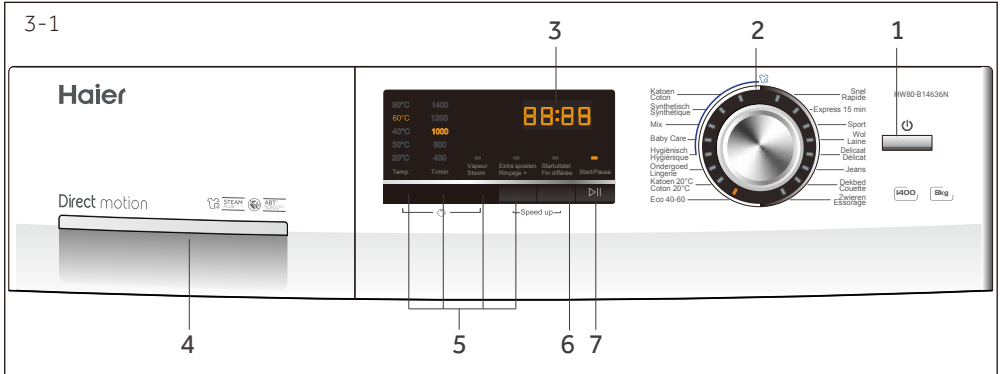 3-1
3
2
1
Haier
HW80-B14636N
90°C 1400
60°C 1200
40°C 1000
30°C 800
20°C 400
Temp.
T/min
Vapeur
Stoom
Extra spoelen
Rinçage +
Startuitstel
Fin différée
Start/Pause
88:88
Speed up
Katoen
Coton
Synthetisch
Synthétique
Mix
Baby Care
Hygiënisch
Hygiénique
Ondergoed
Lingerie
Katoen 20°C
Coton 20°C
Eco 40-60
Snel
Rapide
Express 15 min
Sport
Wol
Laine
Delicaat
Délicat
Jeans
Dekbed
Couette
Zwieren
Essorage
1400
8kg
Direct motion
STEAM
ABT
4
5
6
7